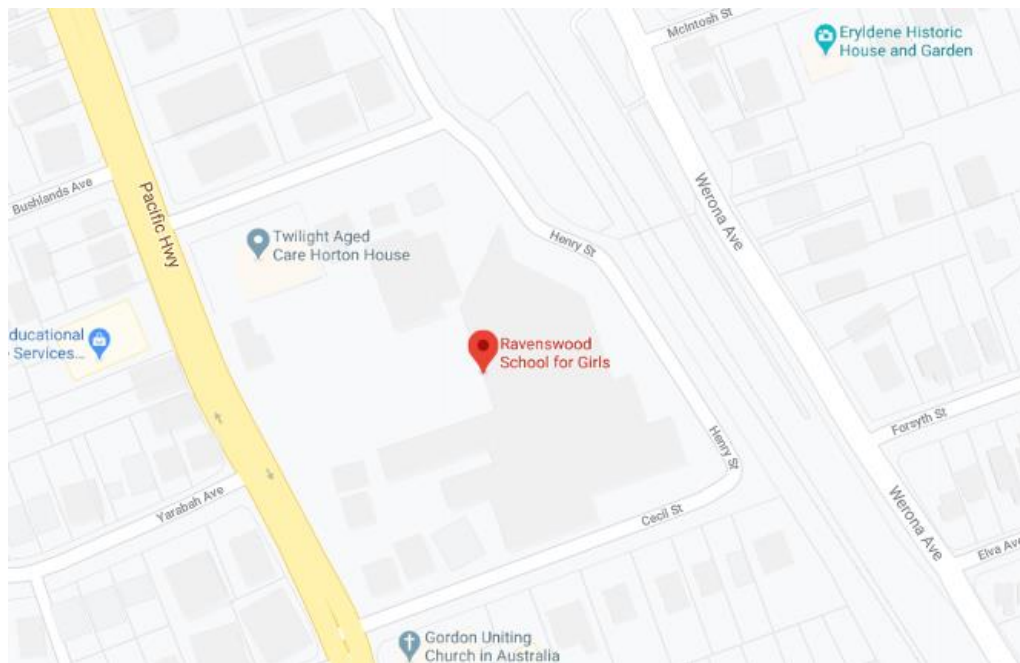 McIntosh St
Eryldene Historic
House and Garden
Bushlands Ave
Pacific Hwy
Werona Ave
Twilight Aged
Care Horton House
Henry St
ducational
Services...
Ravenswood
School for Girls
Forsyth St
Henry St
Yarabah Ave
Cecil St
Werona Ave
Elva Ave
Gordon Uniting
Church in Australia